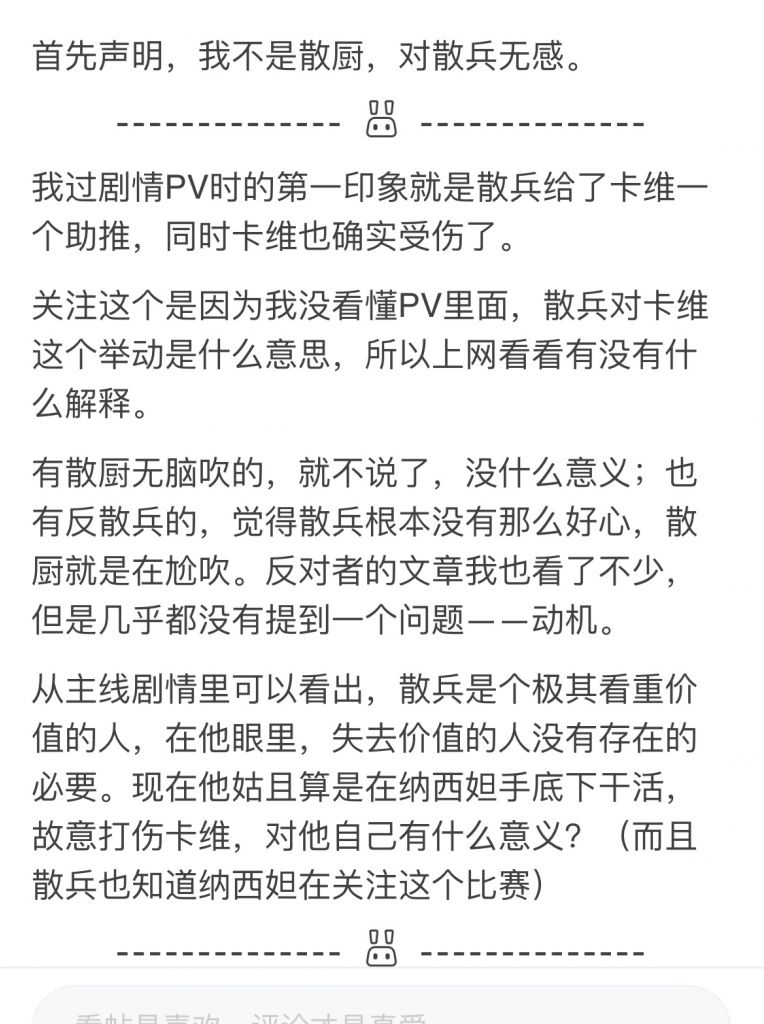 首先声明，我不是散厨，对散兵无感。
我过剧情PV时的第一印象就是散兵给了卡维一
个助推，同时卡维也确实受伤了。
关注这个是因为我没看懂PV里面，散兵对卡维
这个举动是什么意思，所以上网看看有没有什
么解释。
有散厨无脑吹的，就不说了，没什么意义；也
有反散兵的，觉得散兵根本没有那么好心，散
厨就是在尬吹。反对者的文章我也看了不少，
但是几乎都没有提到一个问题——动机。
从主线剧情里可以看出，散兵是个极其看重价
值的人，在他眼里，失去价值的人没有存在的
必要。现在他姑且算是在纳西妲手底下干活，
故意打伤卡维，对他自己有什么意义？（而且
散兵也知道纳西妲在关注这个比赛）
看帖是喜欢，评论才是真爱